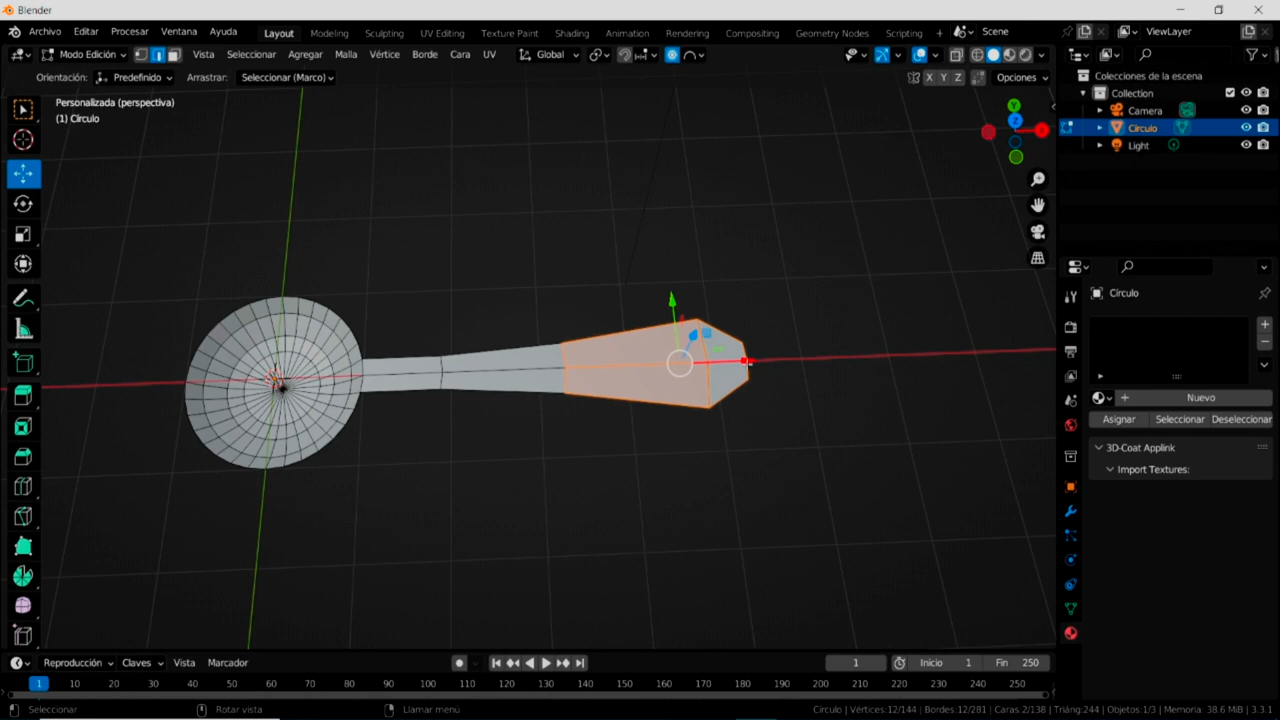 Blender
Archivo Editar Procesar Ventana Ayuda Layout Modeling Sculpting UV Editing Texture Paint Shading Animation Rendering Compositing Geometry Nodes Scripting + Scene ViewLayer
Modo Edición Vista Seleccionar Agregar Malla Vértice Borde Cara UV Global
Orientación: Predefinido Arrastrar: Seleccionar (Marco) X Y Z Opciones
Colecciones de la escena
Collection
Camera
Círculo
Light
Personalizada (perspectiva)
(1) Círculo
Y
Z
X
Círculo
+
−
+ Nuevo
Asignar Seleccionar Deseleccionar
3D-Coat Applink
Import Textures:
Reproducción Claves Vista Marcador 1 Inicio 1 Fin 250
1 10 20 30 40 50 60 70 80 90 100 110 120 130 140 150 160 170 180 190 200 210 220 230 240 250
Seleccionar Rotar vista Llamar menú Círculo | Vértices:12/144 | Bordes:12/281 | Caras:2/138 | Triáng:244 | Objetos:1/3 | Memoria: 38.6 MiB | 3.3.1